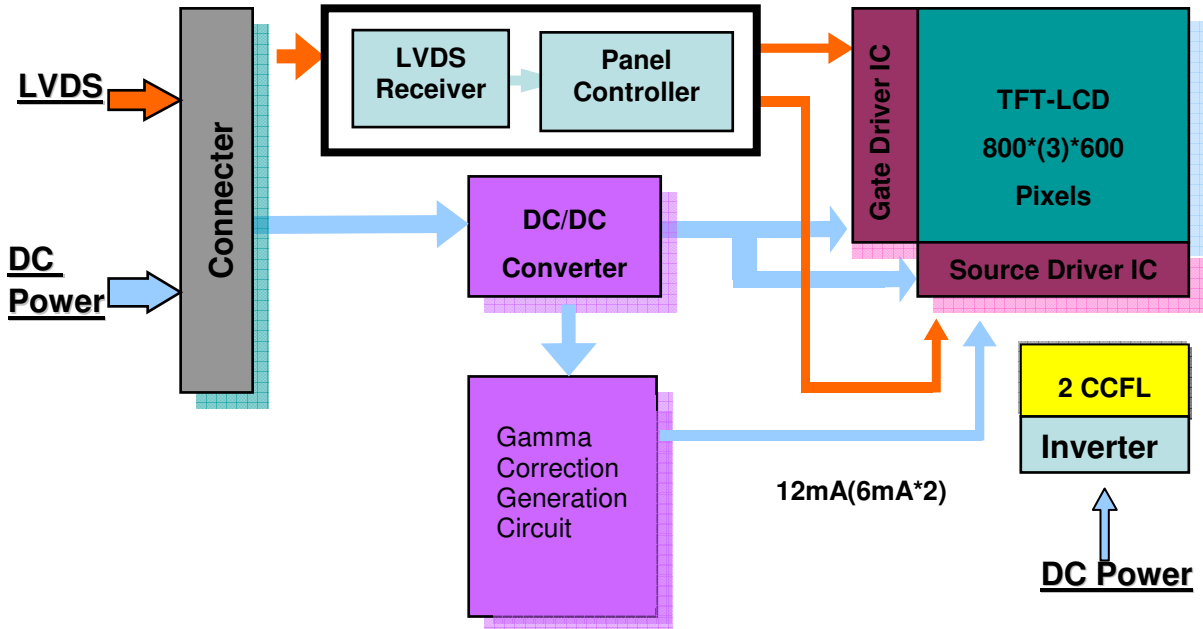 LVDS
DC
Power
Connecter
LVDS
Receiver
Panel
Controller
DC/DC
Converter
Gamma
Correction
Generation
Circuit
Gate Driver IC
TFT-LCD
800*(3)*600
Pixels
Source Driver IC
2 CCFL
Inverter
12mA(6mA*2)
DC Power